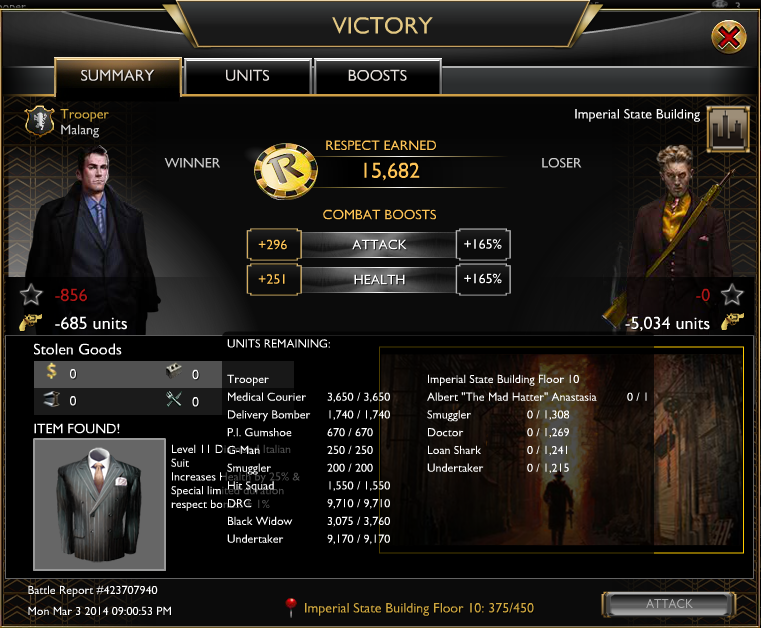 VICTORY
SUMMARY UNITS BOOSTS
Trooper
Malang
Imperial State Building
WINNER
LOSER
RESPECT EARNED
15,682
COMBAT BOOSTS
+296 ATTACK +165%
+251 HEALTH +165%
-856
-0
-685 units
-5,034 units
Stolen Goods
0 0
0 0
ITEM FOUND!
Level 11 Italian
Suit
Increases Health by 25% &
Special limited duration
respect 1%
UNITS REMAINING:
Trooper
Medical Courier 3,650 / 3,650
Delivery Bomber 1,740 / 1,740
P.I. Gumshoe 670 / 670
G-Man 250 / 250
Smuggler 200 / 200
Hit Squad 1,550 / 1,550
DRC 9,710 / 9,710
Black Widow 3,075 / 3,760
Undertaker 9,170 / 9,170
Imperial State Building Floor 10
Albert "The Mad Hatter" Anastasia 0 / 1
Smuggler 0 / 1,308
Doctor 0 / 1,269
Loan Shark 0 / 1,241
Undertaker 0 / 1,215
Battle Report #423707940
Mon Mar 3 2014 09:00:53 PM
Imperial State Building Floor 10: 375/450
ATTACK